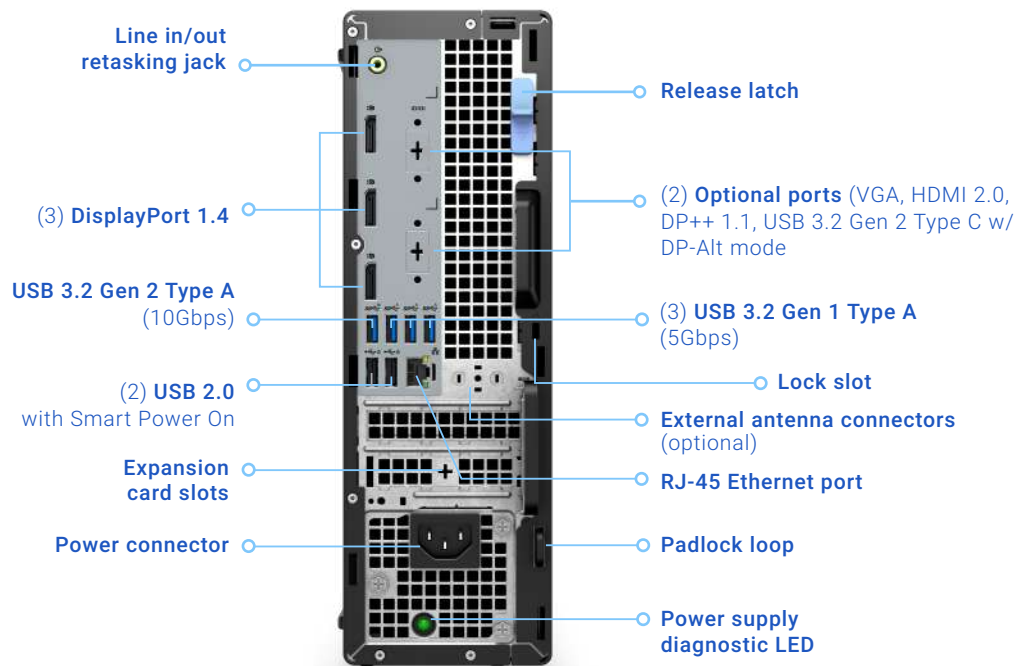 Line in/out
retasking jack
Release latch
(3) DisplayPort 1.4
(2) Optional ports (VGA, HDMI 2.0,
DP++ 1.1, USB 3.2 Gen 2 Type C w/
DP-Alt mode
USB 3.2 Gen 2 Type A
(10Gbps)
(3) USB 3.2 Gen 1 Type A
(5Gbps)
Lock slot
(2) USB 2.0
with Smart Power On
External antenna connectors
(optional)
Expansion
card slots
RJ-45 Ethernet port
Power connector
Padlock loop
Power supply
diagnostic LED